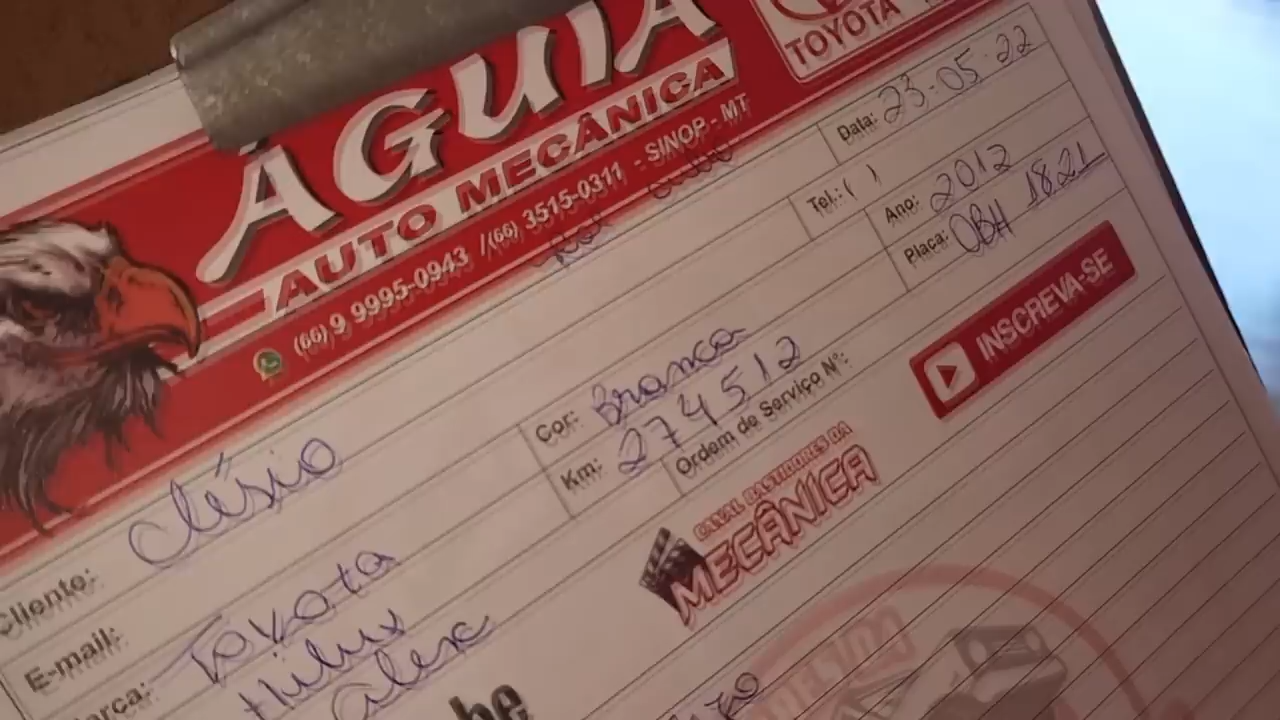 ÁGUIA
TOYOTA
AUTO MECÂNICA
(66) 9 9995-0943 / (66) 3515-0311 - SINOP - MT
Data: 23-05-22
Cliente: Clésio
Tel.: ( )
E-mail:
Cor: Branca
Ano: 2012
Marca: Toyota
Km: 274512
Placa: OBH 1821
Hilux
Ordem de Serviço Nº:
Alex
INSCREVA-SE
CANAL BASTIDORES DA
MECÂNICA